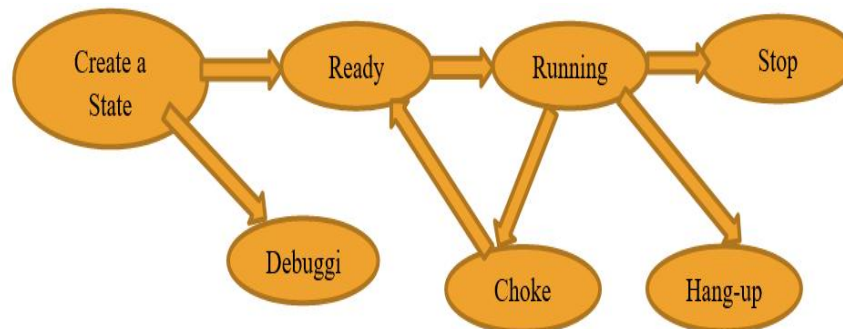 Create a
State
Ready
Running
Stop
Debuggi
Choke
Hang-up